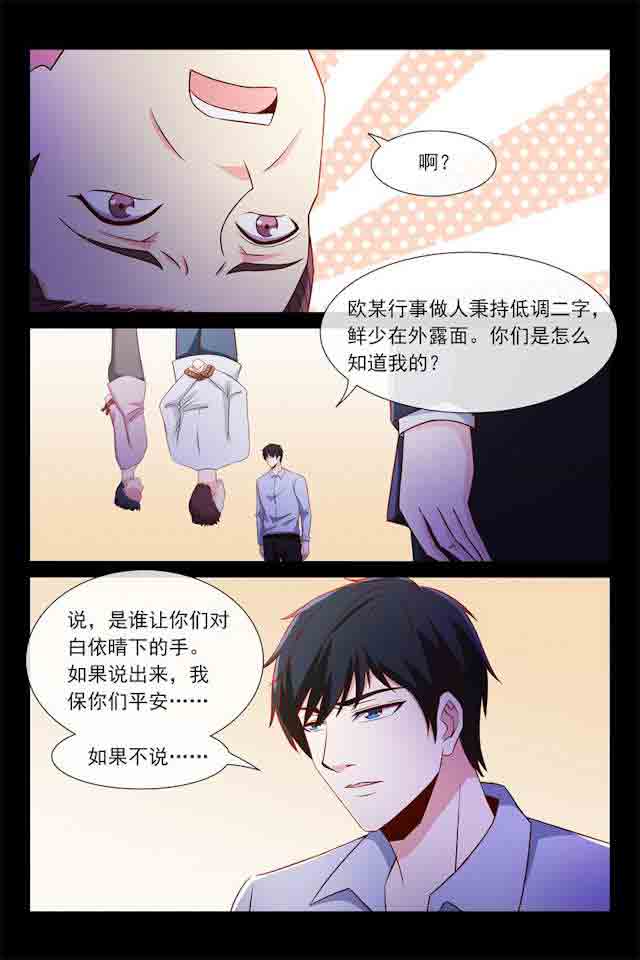 啊？
欧某行事做人秉持低调二字，
鲜少在外露面。你们是怎么
知道我的？
说，是谁让你们对
白依晴下的手。
如果说出来，我
保你们平安……
如果不说……